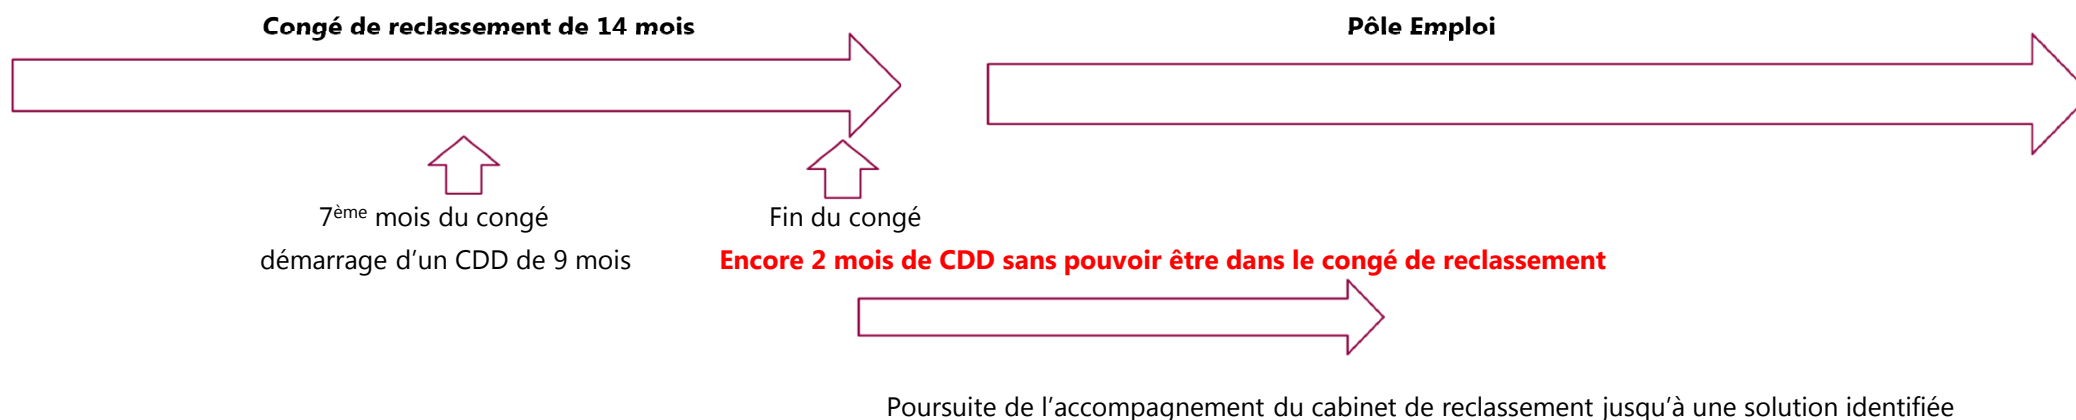 Congé de reclassement de 14 mois
Pôle Emploi
7ème mois du congé
démarrage d'un CDD de 9 mois
Fin du congé
Encore 2 mois de CDD sans pouvoir être dans le congé de reclassement
Poursuite de l'accompagnement du cabinet de reclassement jusqu'à une solution identifiée